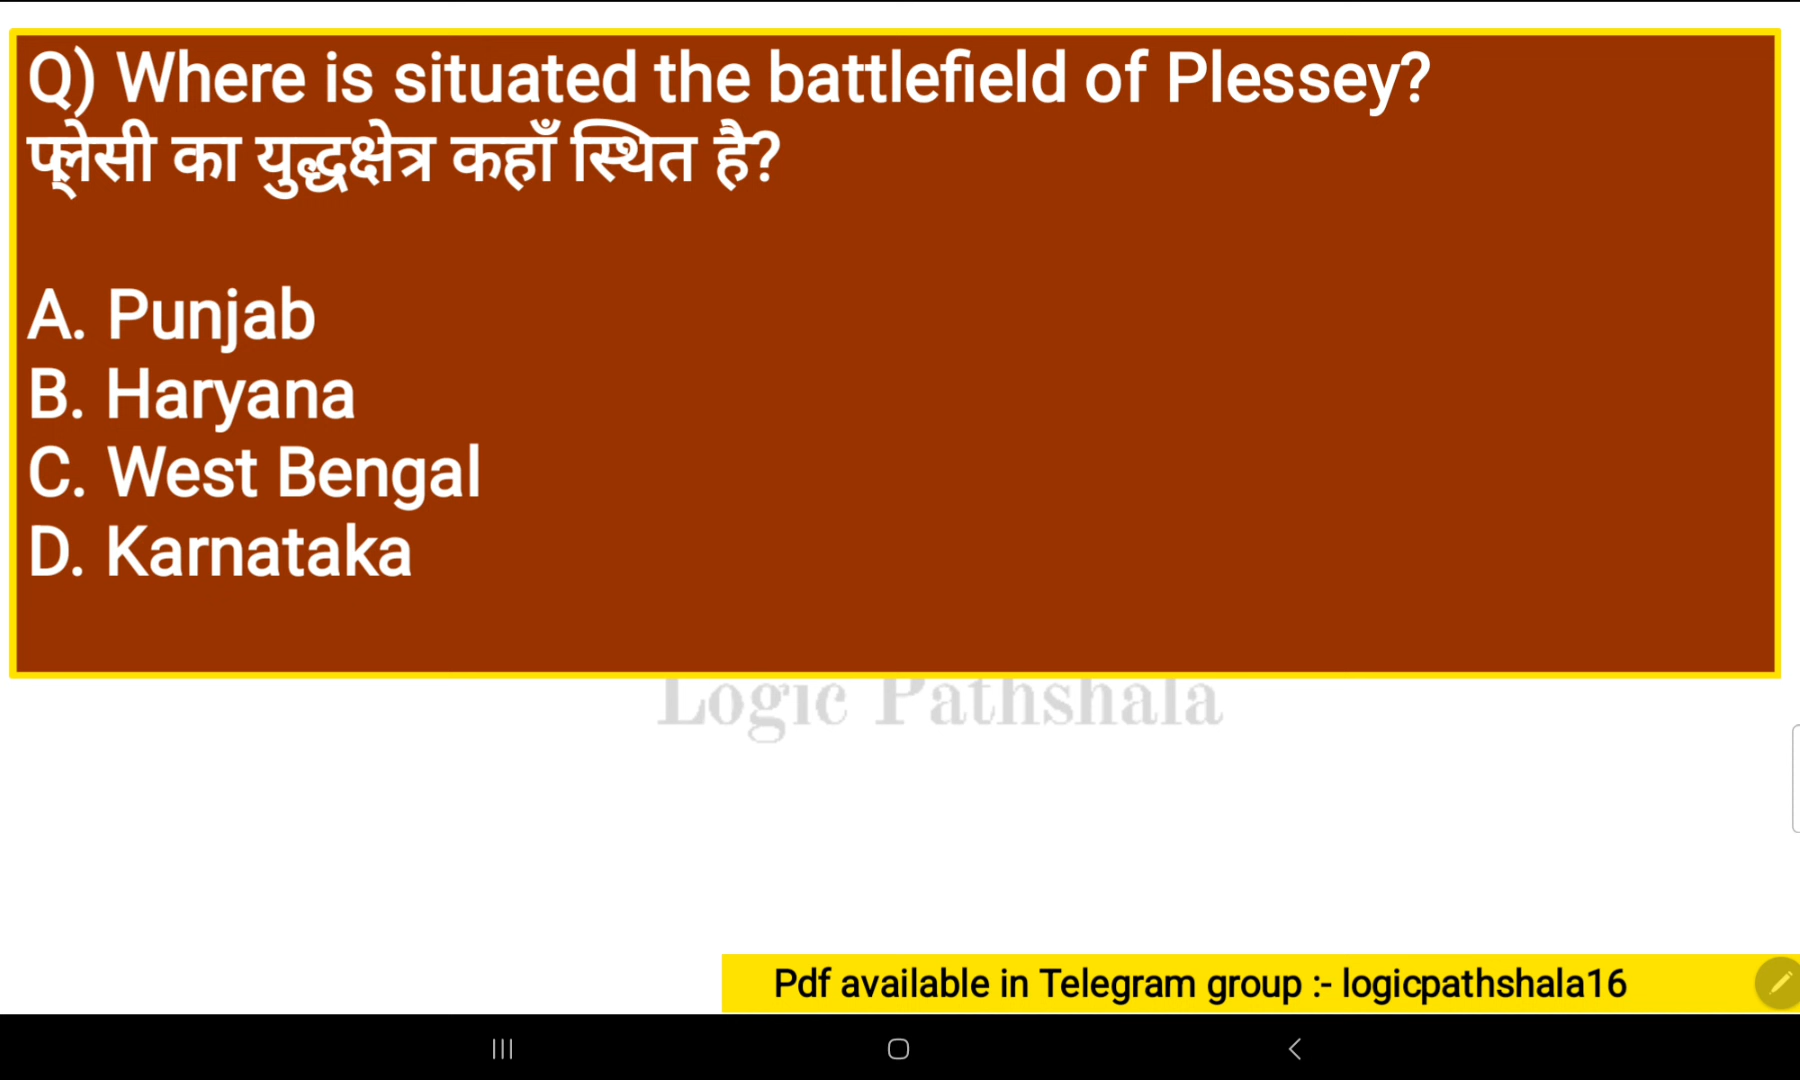 Q) Where is situated the battlefield of Plessey?
प्लेसी का युद्धक्षेत्र कहाँ स्थित है?
A. Punjab
B. Haryana
C. West Bengal
D. Karnataka
Logic Pathshala
Pdf available in Telegram group :- logicpathshala16